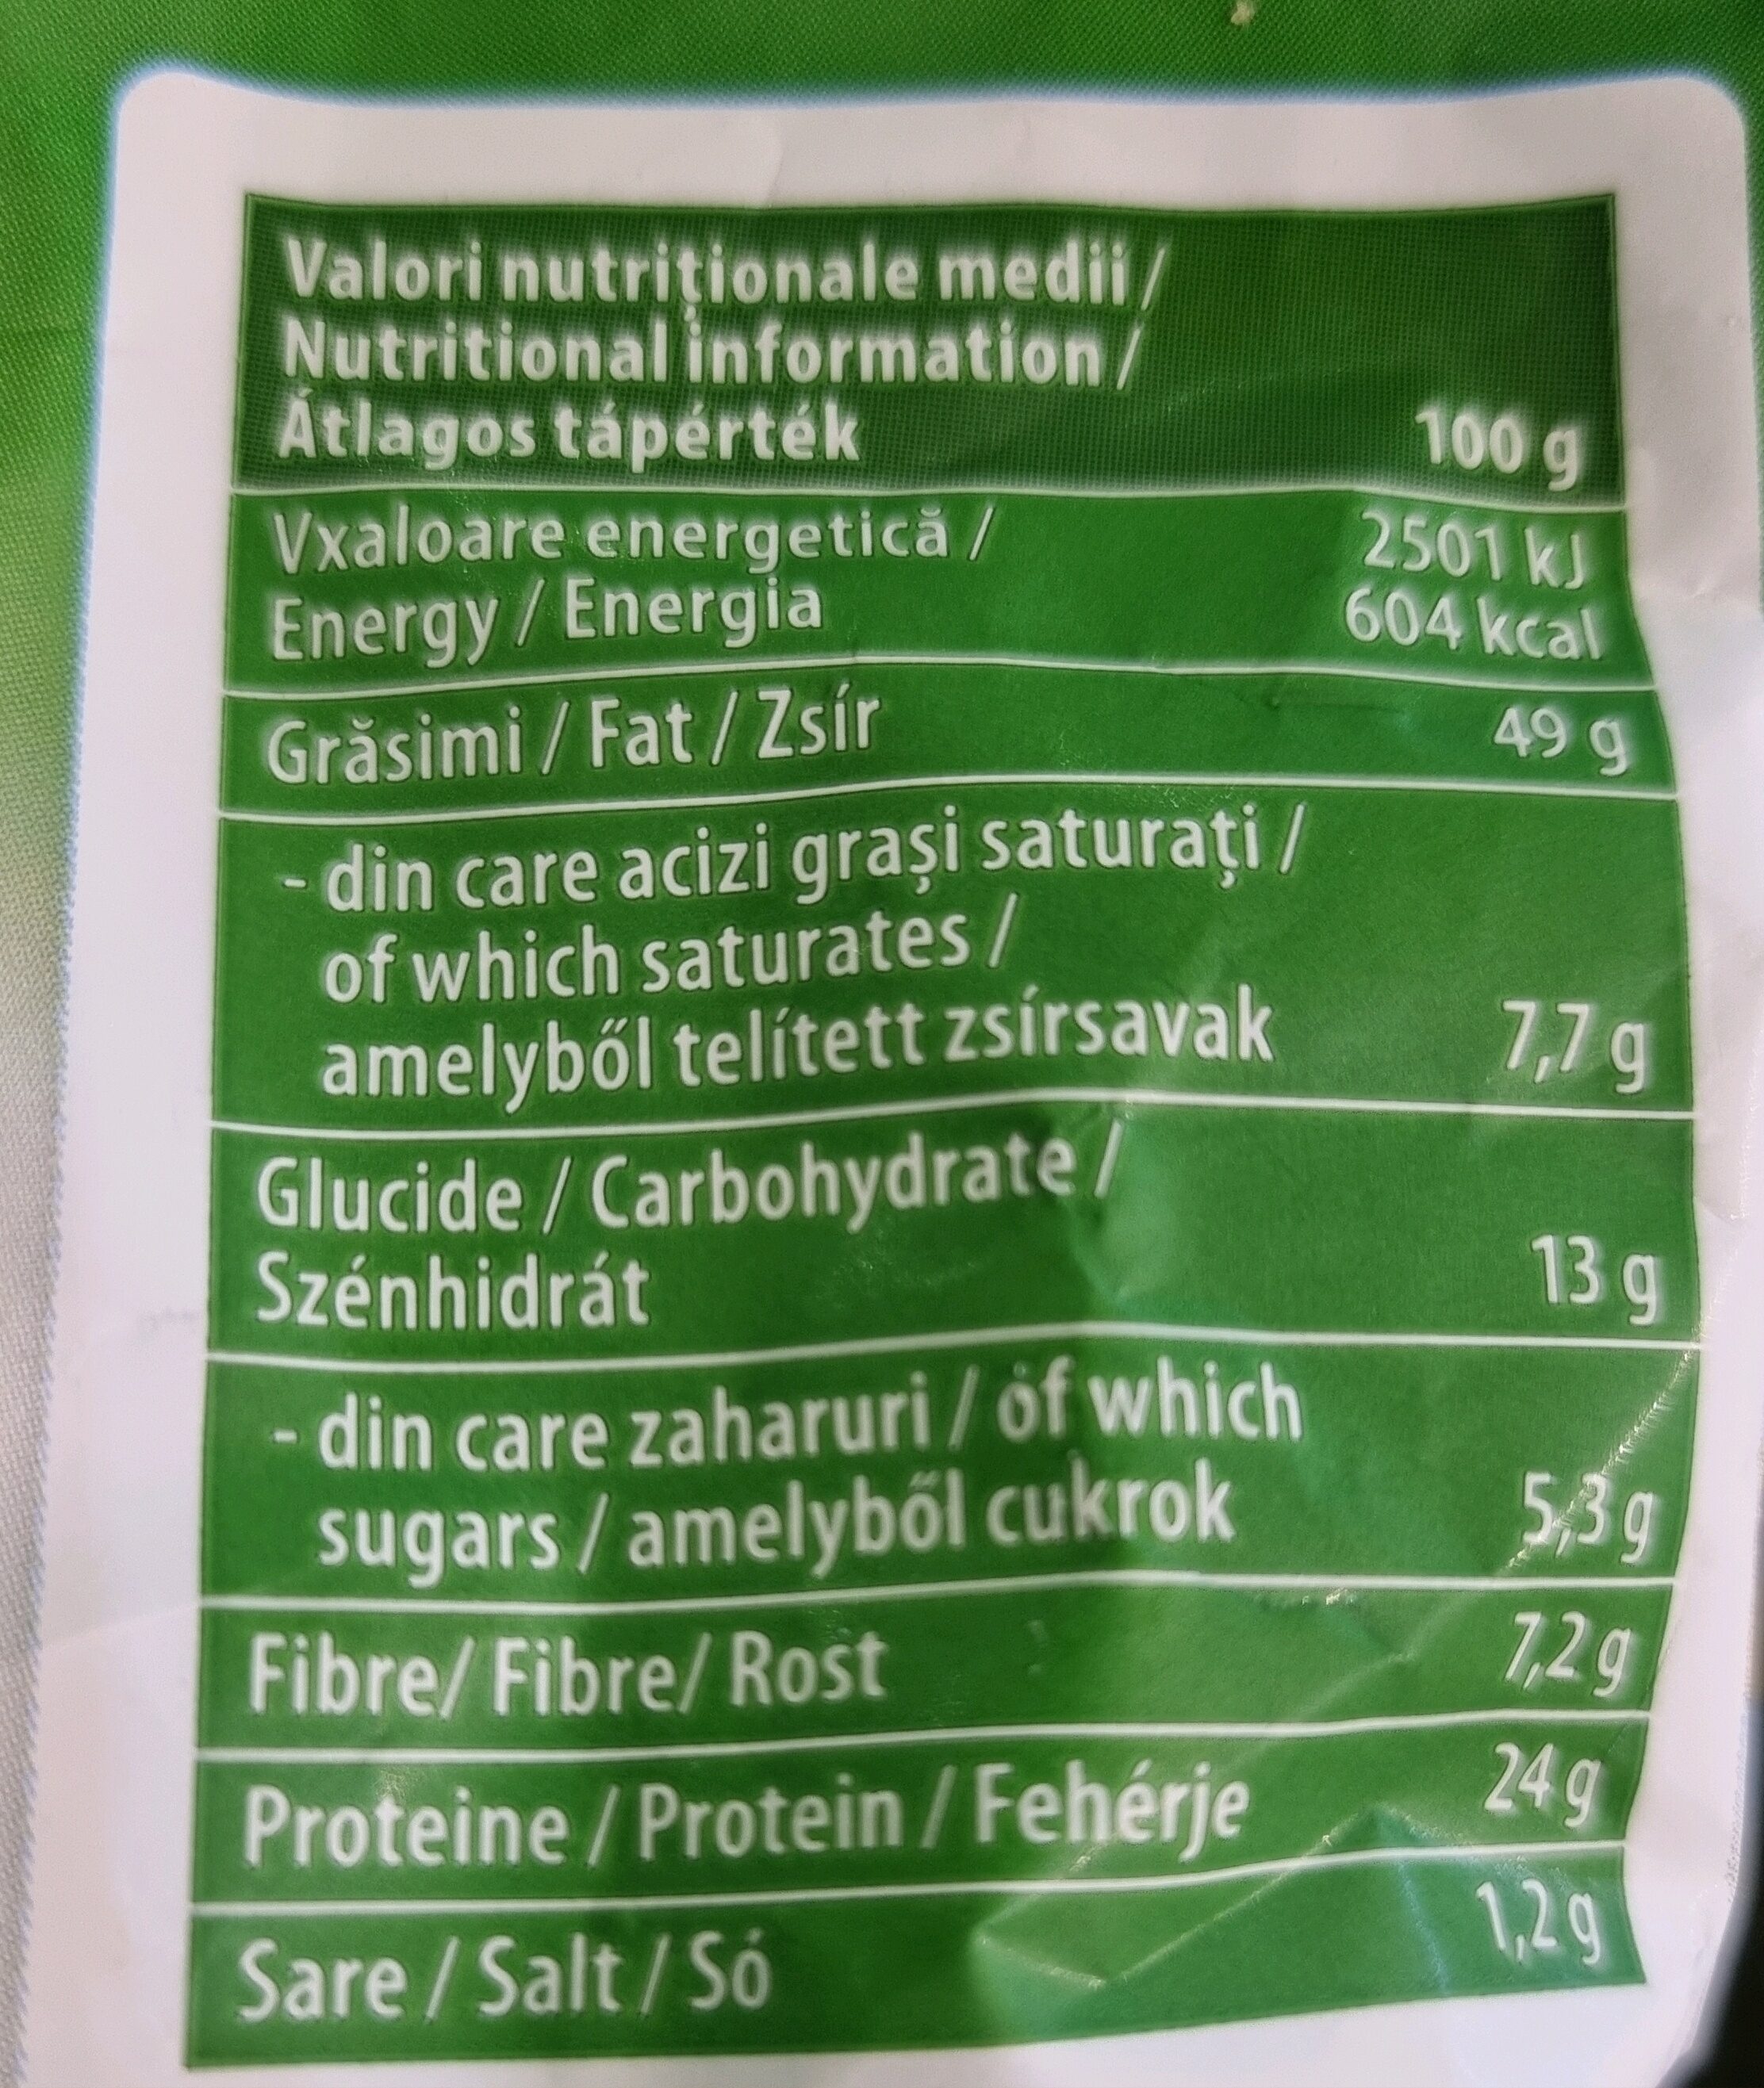 Valori nutriționale medii /
Nutritional information /
Átlagos tápérték 100 g
Vxaloare energetică / 2501 kJ
Energy / Energia 604 kcal
Grăsimi / Fat / Zsír 49 g
- din care acizi grași saturați /
of which saturates /
amelyből telített zsírsavak 7,7 g
Glucide / Carbohydrate /
Szénhidrát 13 g
- din care zaharuri / of which
sugars / amelyből cukrok 5,3 g
Fibre/ Fibre/ Rost 7,2 g
Proteine / Protein / Fehérje 24 g
Sare / Salt / Só 1,2 g